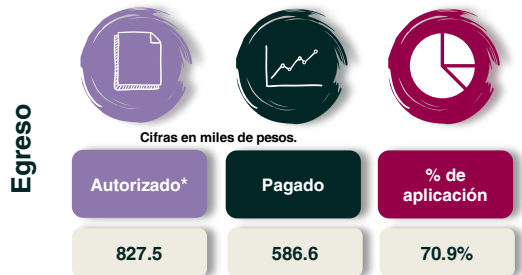 Egreso
Cifras en miles de pesos.
Autorizado*
Pagado
% de
aplicación
827.5
586.6
70.9%